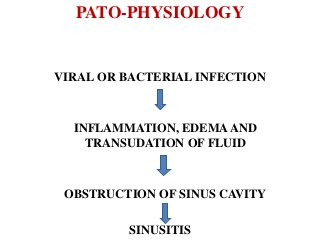 PATO-PHYSIOLOGY
VIRAL OR BACTERIAL INFECTION
INFLAMMATION, EDEMA AND
TRANSUDATION OF FLUID
OBSTRUCTION OF SINUS CAVITY
SINUSITIS